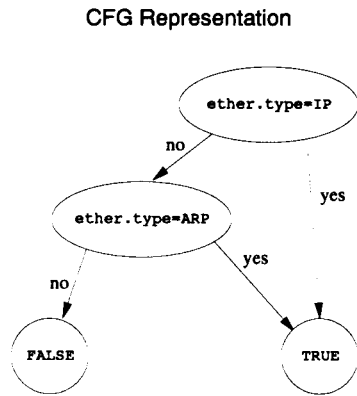 CFG Representation
ether.type=IP
no
yes
ether.type=ARP
no
yes
FALSE
TRUE